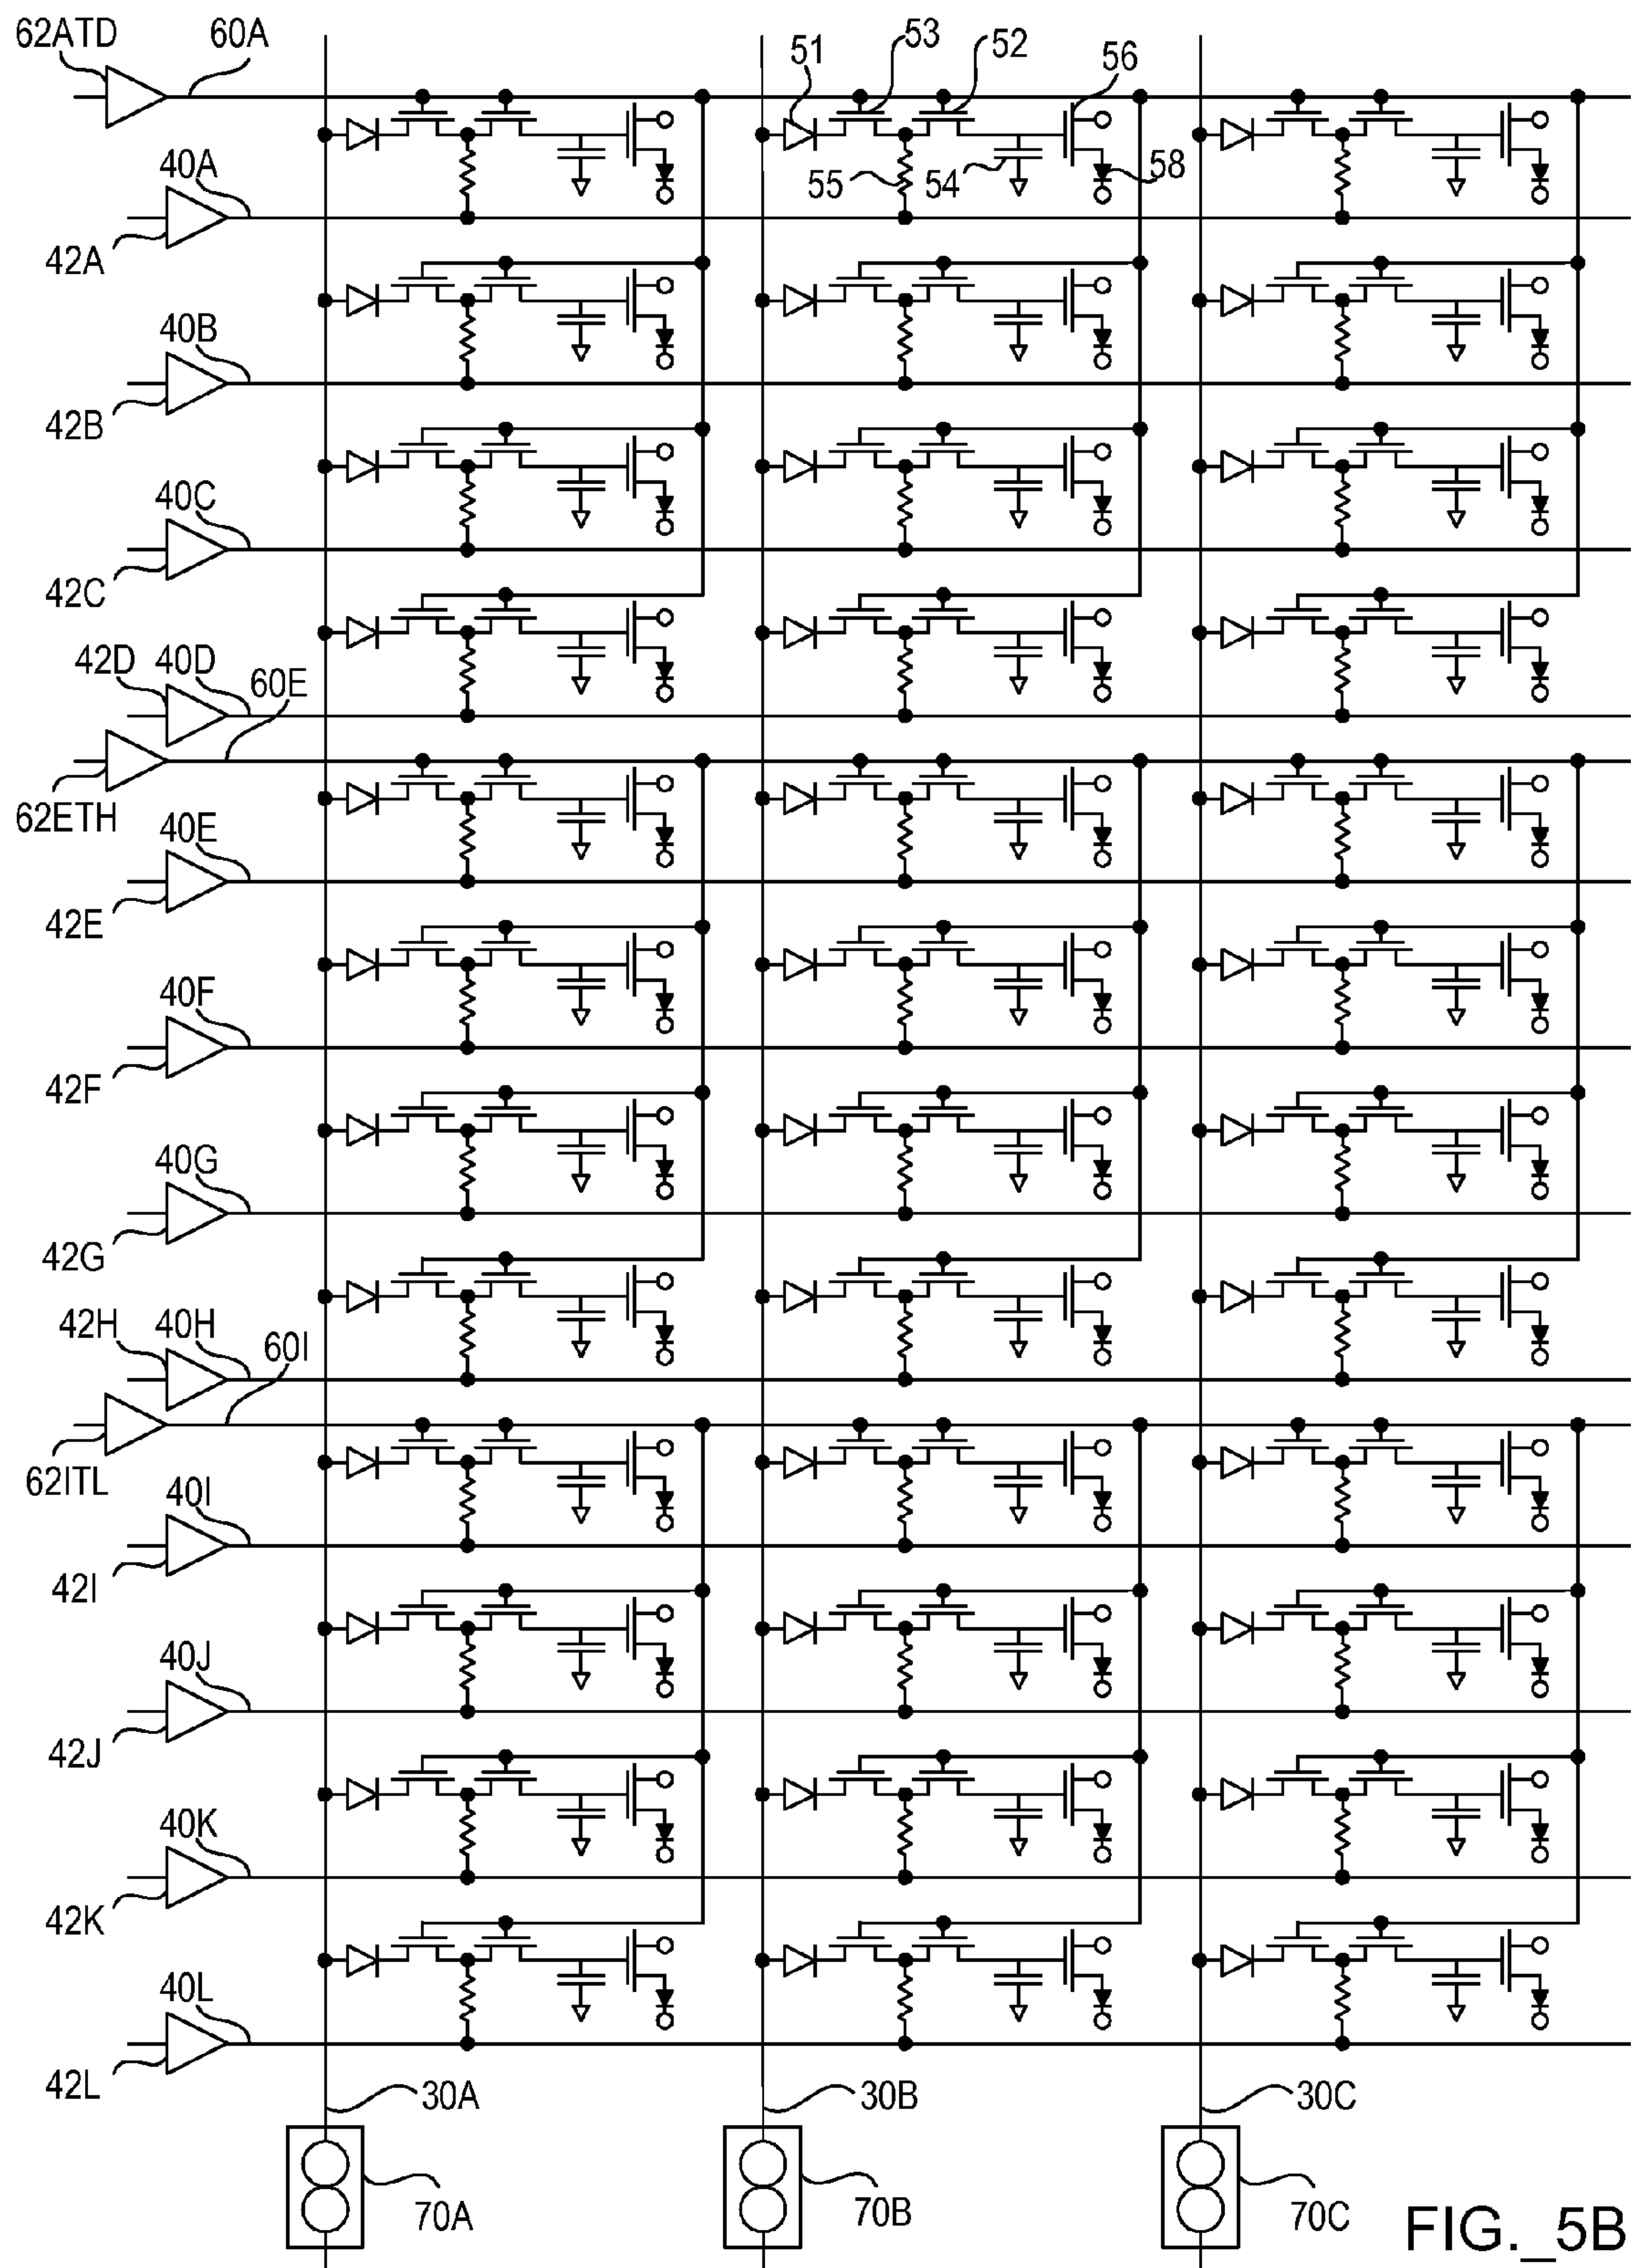 62ATD 60A 51 53 52 56
40A 55 54 58
42A
40B
42B
40C
42C
42D 40D 60E
62ETH
40E
42E
40F
42F
40G
42G
42H 40H 60I
62ITL
40I
42I
40J
42J
40K
42K
40L
42L
30A 30B 30C
70A 70B 70C
FIG._5B